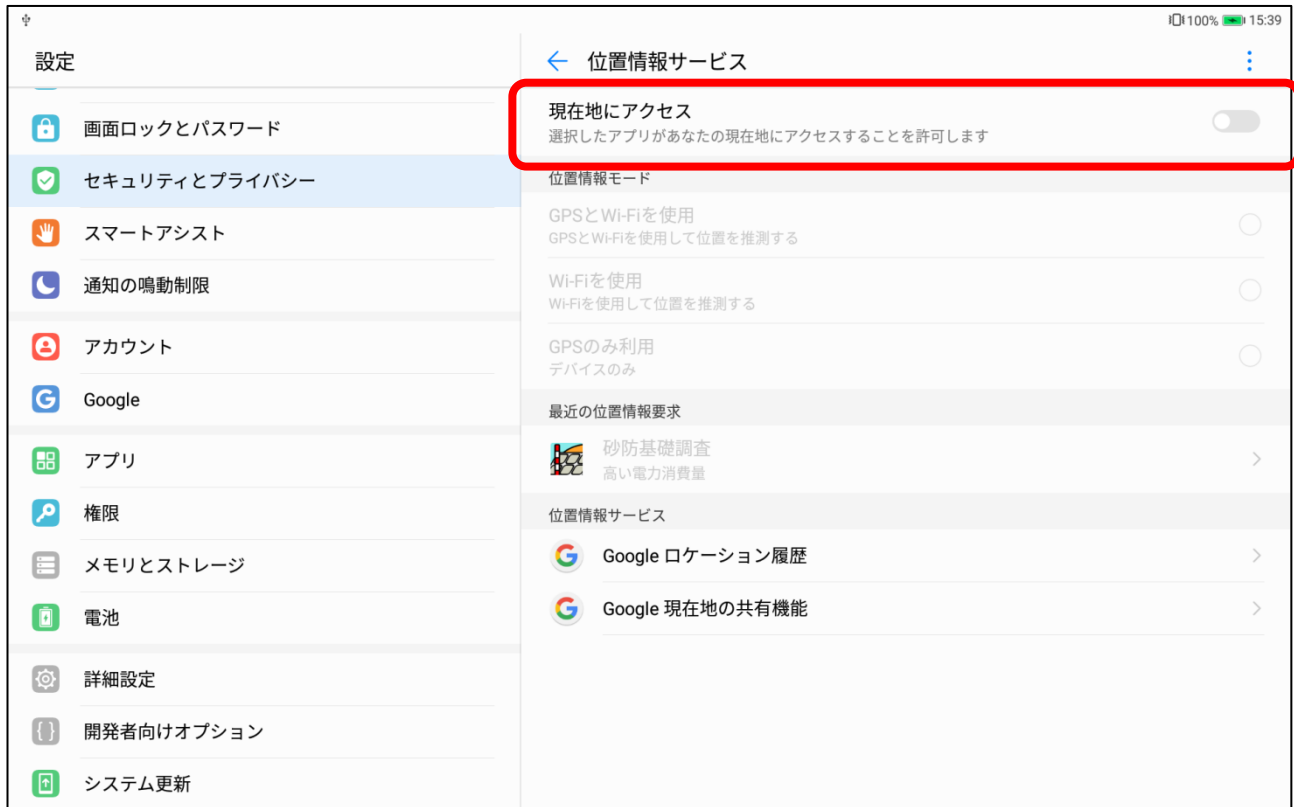 100% 15:39
設定
画面ロックとパスワード
セキュリティとプライバシー
スマートアシスト
通知の鳴動制限
アカウント
Google
アプリ
権限
メモリとストレージ
電池
詳細設定
開発者向けオプション
システム更新
位置情報サービス
現在地にアクセス
選択したアプリがあなたの現在地にアクセスすることを許可します
位置情報モード
GPSとWi-Fiを使用
GPSとWi-Fiを使用して位置を推測する
Wi-Fiを使用
Wi-Fiを使用して位置を推測する
GPSのみ利用
デバイスのみ
最近の位置情報要求
砂防基礎調査
高い電力消費量
位置情報サービス
Google ロケーション履歴
Google 現在地の共有機能